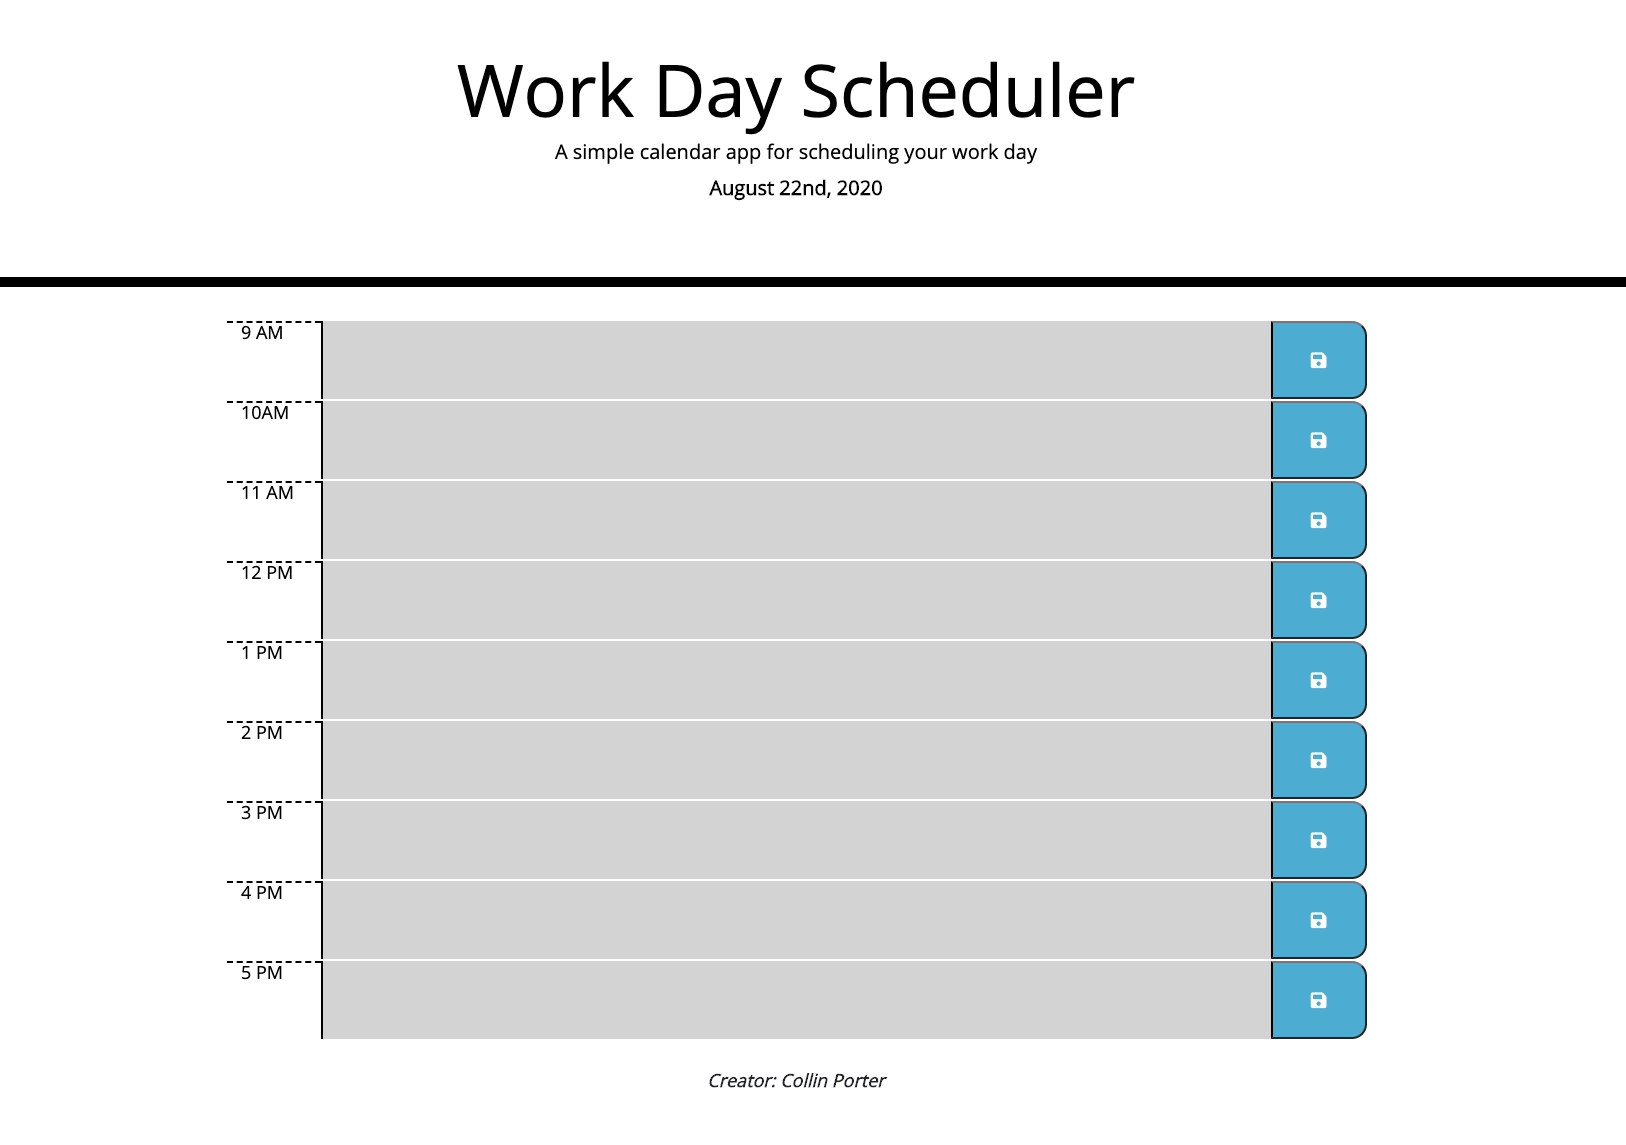 Work Day Scheduler
A simple calendar app for scheduling your work day
August 22nd, 2020
9 AM
10AM
11 AM
12 PM
1 PM
2 PM
3 PM
4 PM
5 PM
Creator: Collin Porter